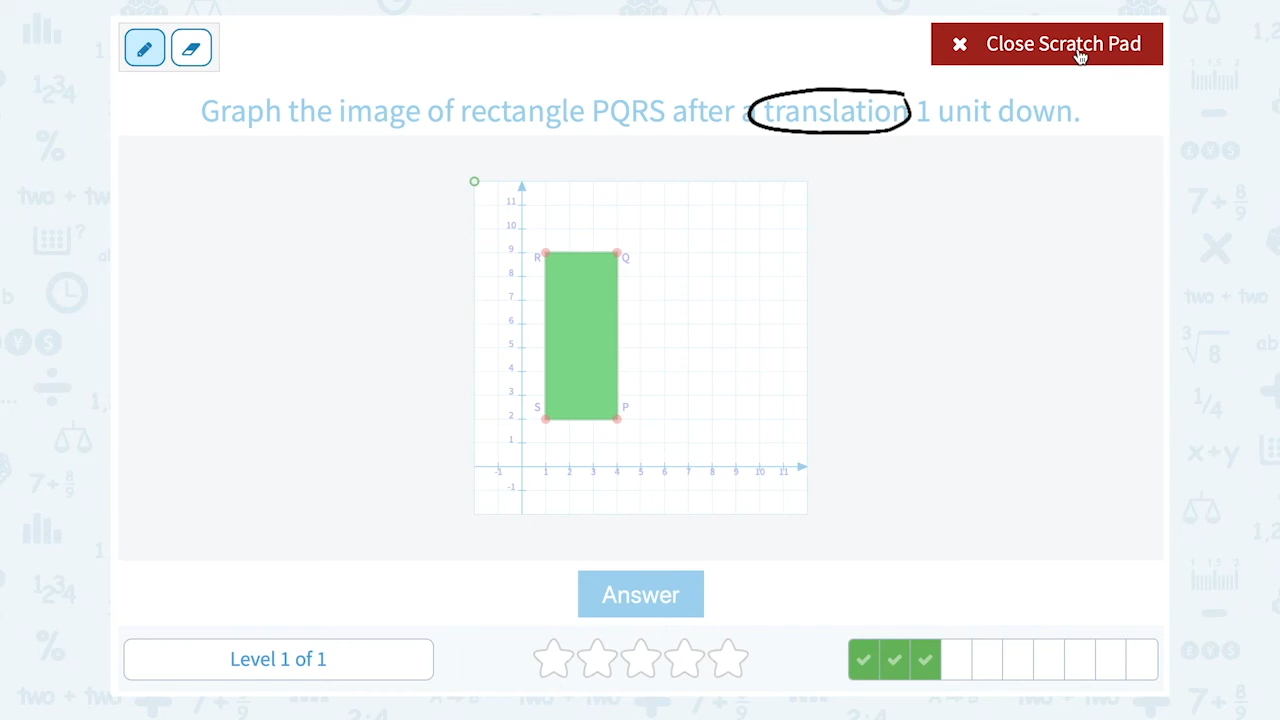 Close Scratch Pad
Graph the image of rectangle PQRS after a translation 1 unit down.
11
10
9
R
Q
8
7
6
5
4
3
S
P
2
1
-1 1 2 3 4 5 6 7 8 9 10 11
-1
Answer
Level 1 of 1